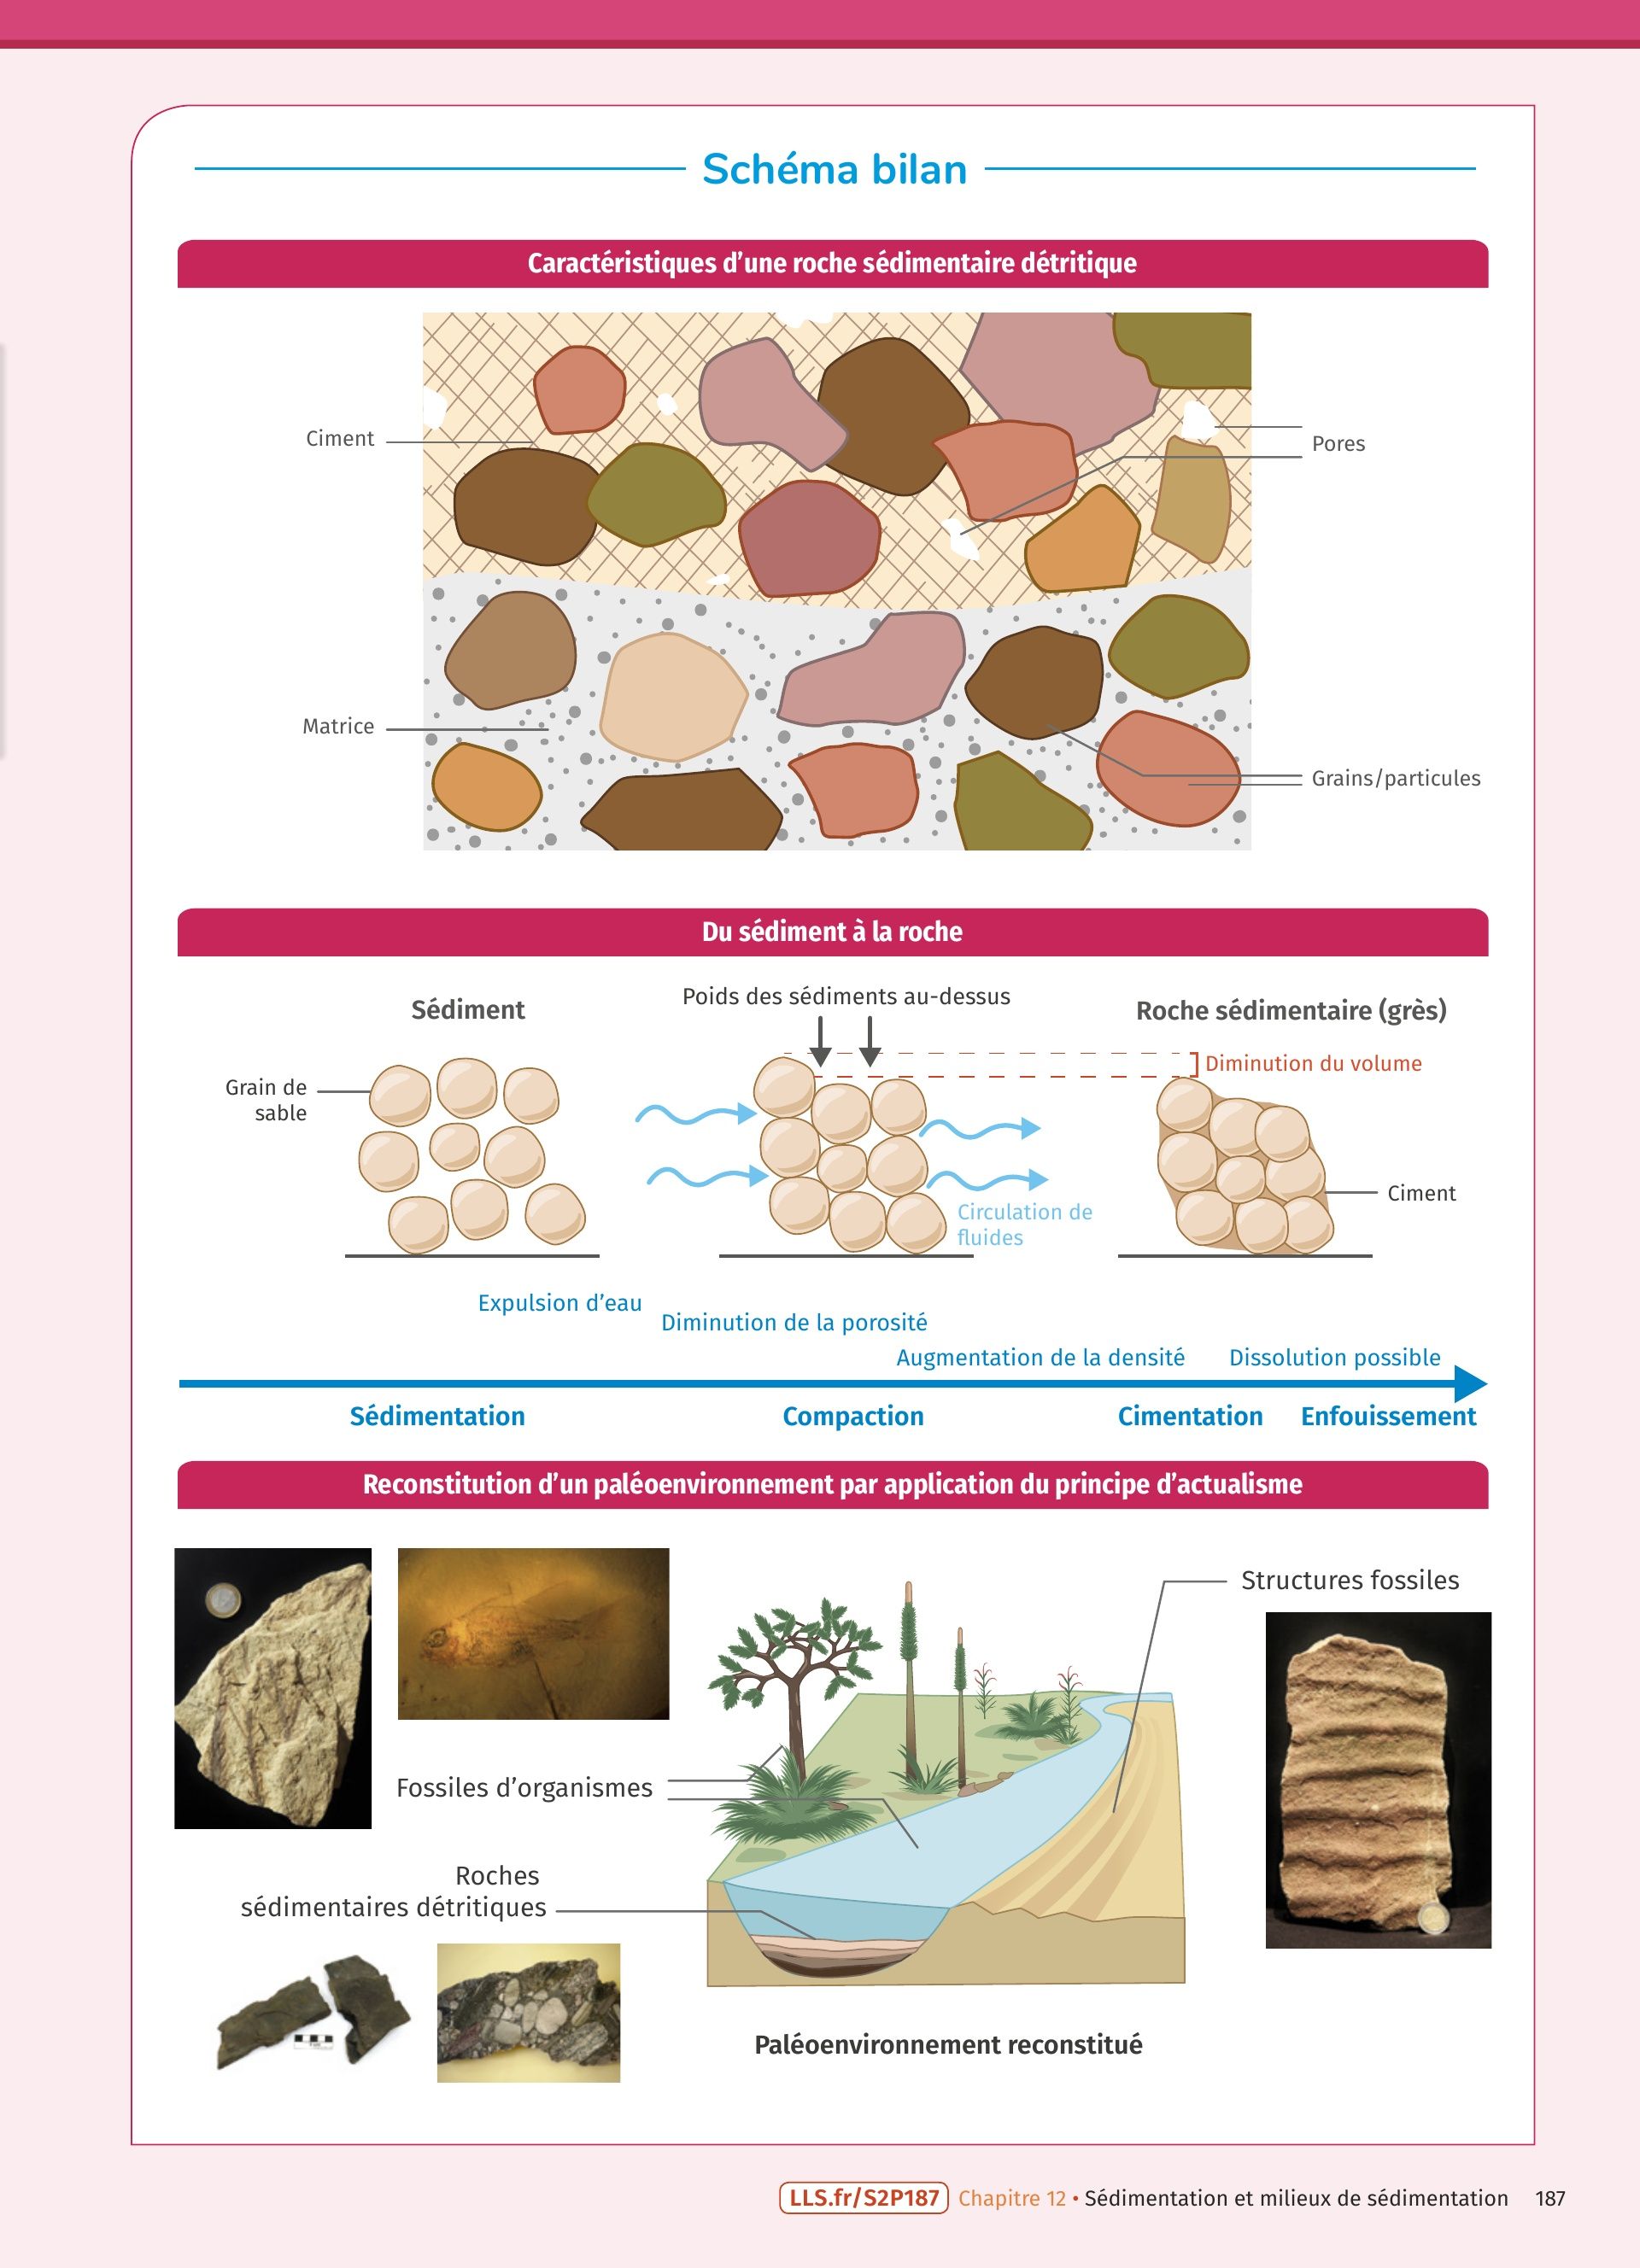 Schéma bilan
Caractéristiques d'une roche sédimentaire détritique
Ciment
Pores
Matrice
Grains/particules
Du sédiment à la roche
Sédiment
Poids des sédiments au-dessus
Roche sédimentaire (grès)
Diminution du volume
Grain de
sable
Ciment
Circulation de
fluides
Expulsion d'eau
Diminution de la porosité
Augmentation de la densité
Dissolution possible
Sédimentation
Compaction
Cimentation
Enfouissement
Reconstitution d'un paléoenvironnement par application du principe d'actualisme
Structures fossiles
Fossiles d'organismes
Roches
sédimentaires détritiques
Paléoenvironnement reconstitué
LLS.fr/S2P187 Chapitre 12 • Sédimentation et milieux de sédimentation 187